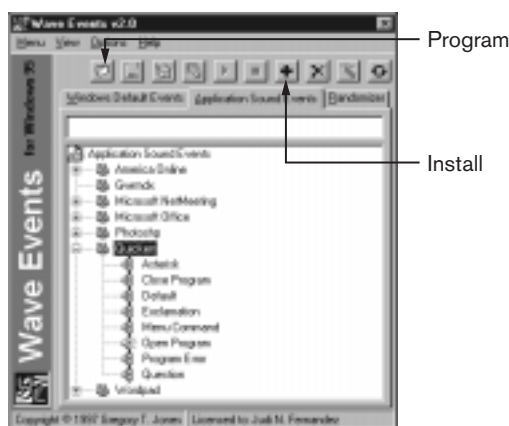 Wave Events v2.0
Menu View Options Help
Program
Install
Windows Default Events Application Sound Events Randomizer
Wave Events for Windows 95
Application Sound Events
America Online
Microsoft NetMeeting
Microsoft Office
Photoshp
Quicken
Asterisk
Close Program
Default
Exclamation
Menu Command
Open Program
Program Error
Question
Wordpad
Copyright © 1997 Gregory T. Jones Licensed to Judi N. Fernandez